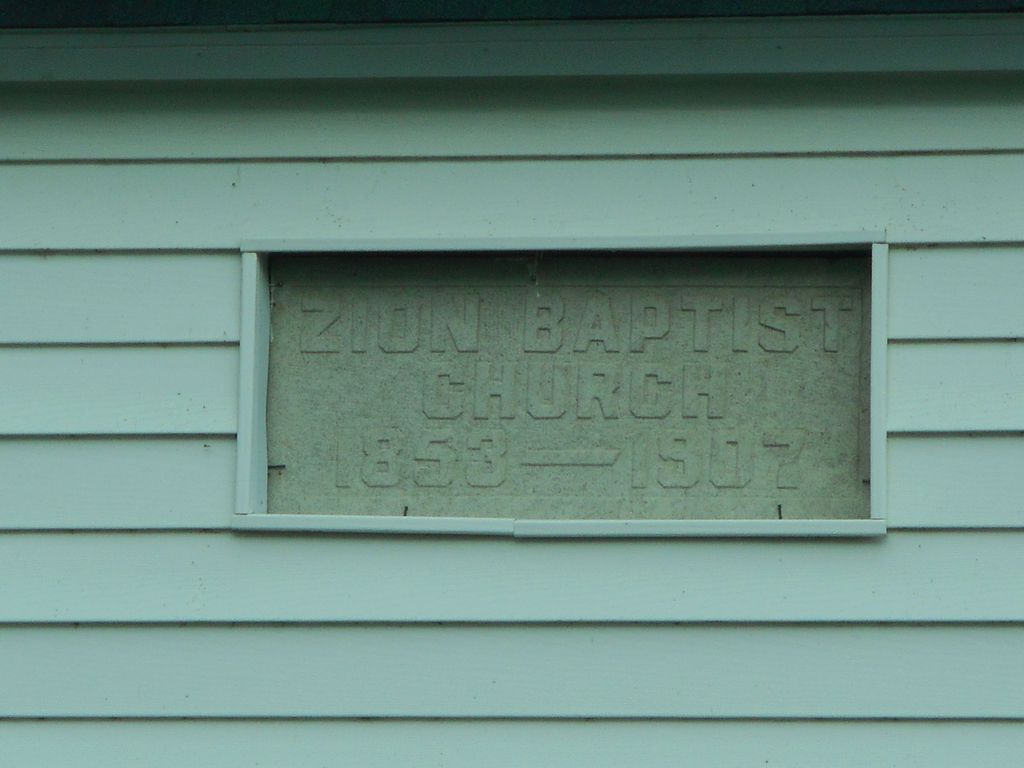 ZION BAPTIST
CHURCH
1853 — 1907